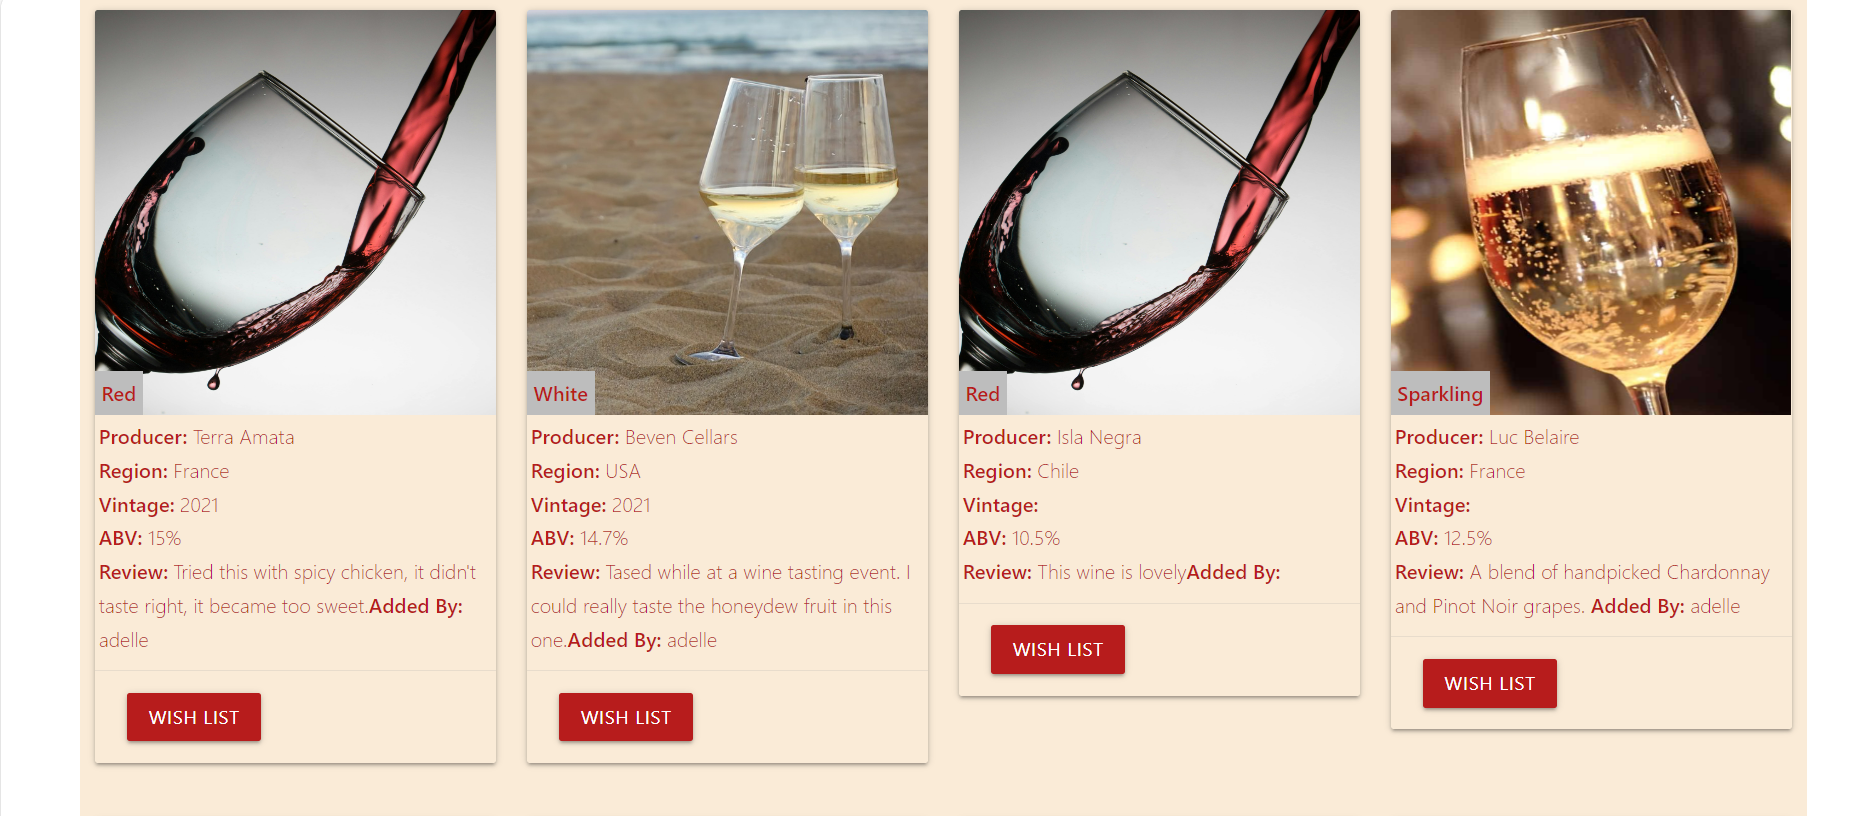 Red
Producer: Terra Amata
Region: France
Vintage: 2021
ABV: 15%
Review: Tried this with spicy chicken, it didn't
taste right, it became too sweet.Added By:
adelle
WISH LIST
White
Producer: Beven Cellars
Region: USA
Vintage: 2021
ABV: 14.7%
Review: Tased while at a wine tasting event. I
could really taste the honeydew fruit in this
one.Added By: adelle
WISH LIST
Red
Producer: Isla Negra
Region: Chile
Vintage:
ABV: 10.5%
Review: This wine is lovelyAdded By:
WISH LIST
Sparkling
Producer: Luc Belaire
Region: France
Vintage:
ABV: 12.5%
Review: A blend of handpicked Chardonnay
and Pinot Noir grapes. Added By: adelle
WISH LIST